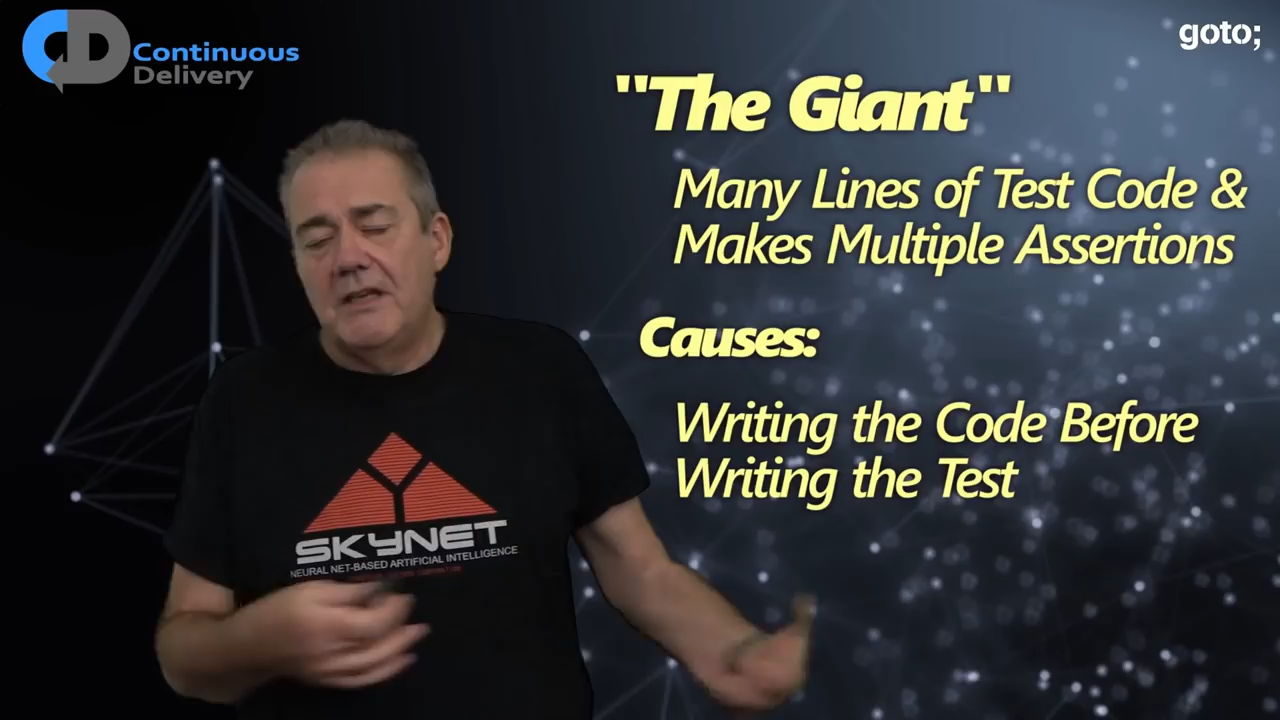 Continuous
Delivery
goto;
"The Giant"
Many Lines of Test Code &
Makes Multiple Assertions
Causes:
Writing the Code Before
Writing the Test
SKYNET
NEURAL NET-BASED ARTIFICIAL INTELLIGENCE